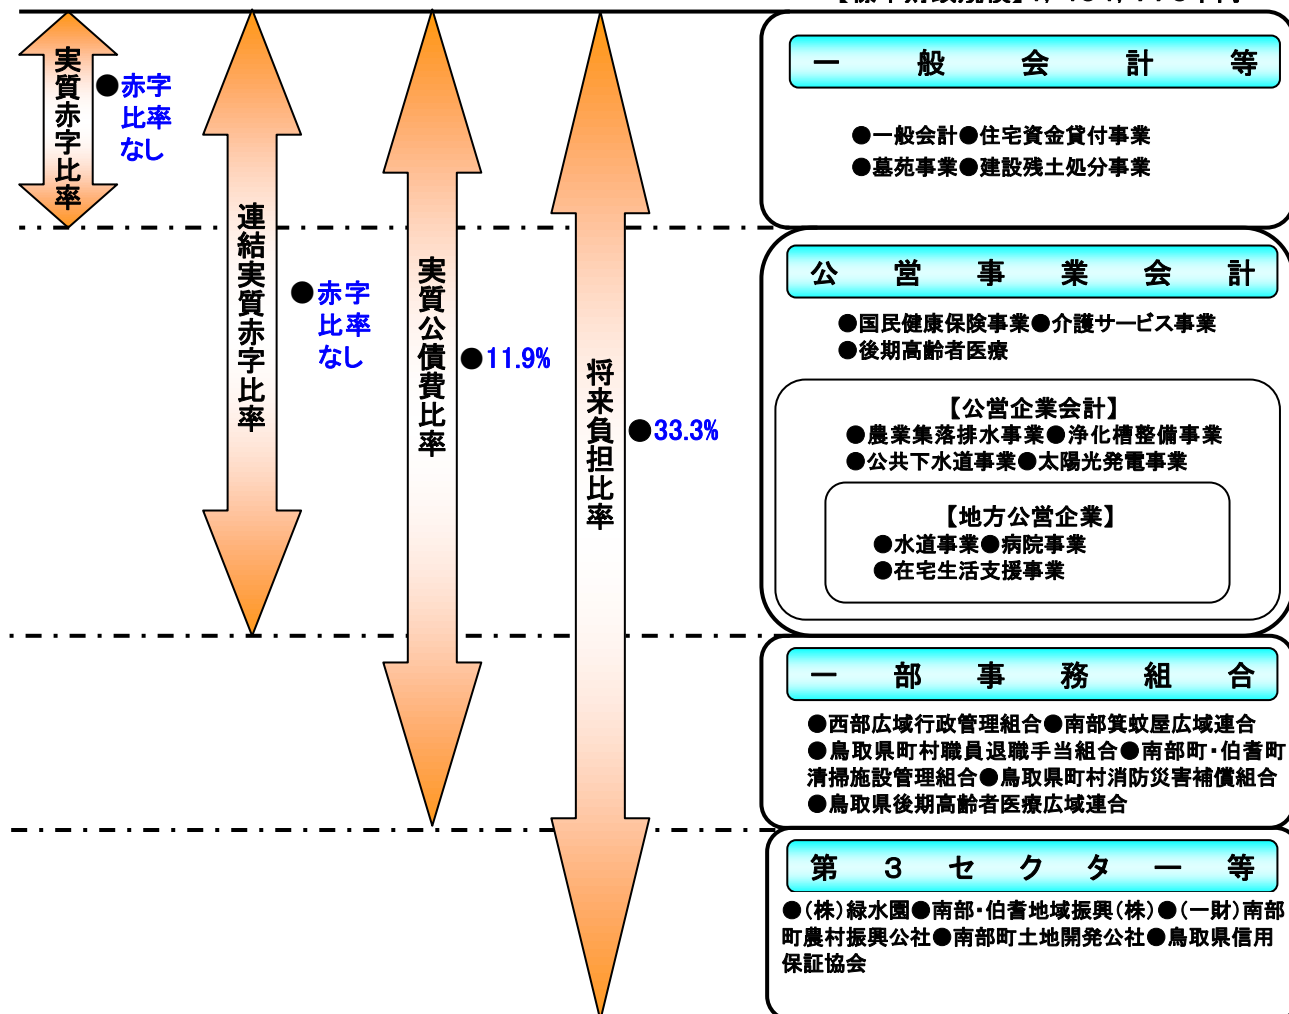 実質赤字比率
●赤字
比率
なし
連結実質赤字比率
●赤字
比率
なし
実質公債費比率
●11.9%
将来負担比率
●33.3%
一般会計等
●一般会計●住宅資金貸付事業
●墓苑事業●建設残土処分事業
公営事業会計
●国民健康保険事業●介護サービス事業
●後期高齢者医療
【公営企業会計】
●農業集落排水事業●浄化槽整備事業
●公共下水道事業●太陽光発電事業
【地方公営企業】
●水道事業●病院事業
●在宅生活支援事業
一部事務組合
●西部広域行政管理組合●南部箕蚊屋広域連合
●鳥取県町村職員退職手当組合●南部町・伯耆町
清掃施設管理組合●鳥取県町村消防災害補償組合
●鳥取県後期高齢者医療広域連合
第3セクター等
●(株)緑水園●南部・伯耆地域振興(株)●(一財)南部
町農村振興公社●南部町土地開発公社●鳥取県信用
保証協会